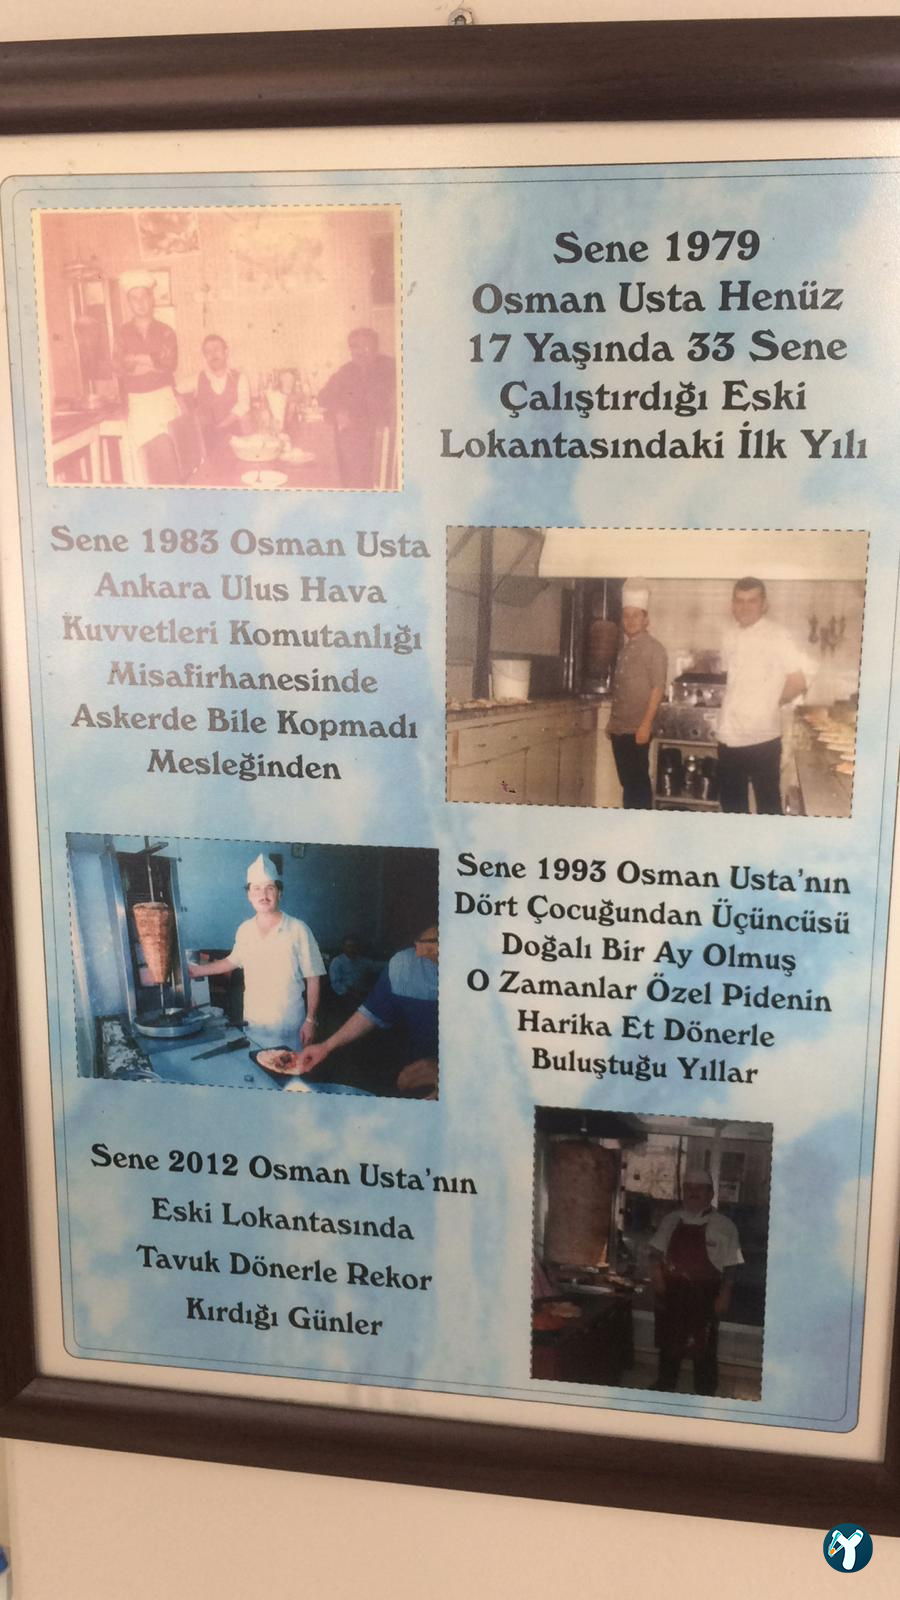 Sene 1979
Osman Usta Henüz
17 Yaşında 33 Sene
Çalıştırdığı Eski
Lokantasındaki İlk Yılı
Sene 1983 Osman Usta
Ankara Ulus Hava
Kuvvetleri Komutanlığı
Misafirhanesinde
Askerde Bile Kopmadı
Mesleğinden
Sene 1993 Osman Usta'nın
Dört Çocuğundan Üçüncüsü
Doğalı Bir Ay Olmuş
O Zamanlar Özel Pidenin
Harika Et Dönerle
Buluştuğu Yıllar
Sene 2012 Osman Usta'nın
Eski Lokantasında
Tavuk Dönerle Rekor
Kırdığı Günler